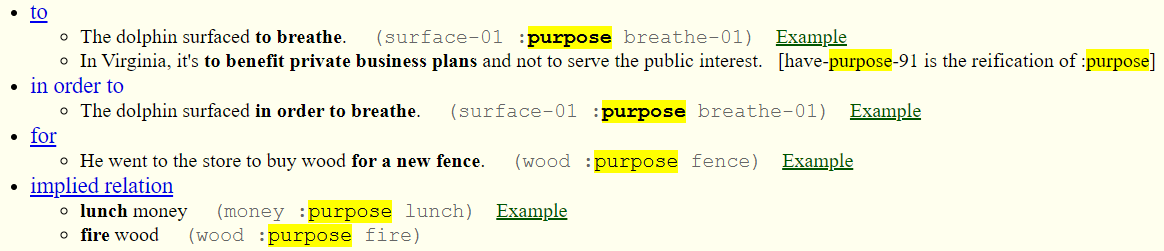 to
The dolphin surfaced to breathe. (surface-01 :purpose breathe-01) Example
In Virginia, it's to benefit private business plans and not to serve the public interest. [have-purpose-91 is the reification of :purpose]
in order to
The dolphin surfaced in order to breathe. (surface-01 :purpose breathe-01) Example
for
He went to the store to buy wood for a new fence. (wood :purpose fence) Example
implied relation
lunch money (money :purpose lunch) Example
fire wood (wood :purpose fire)